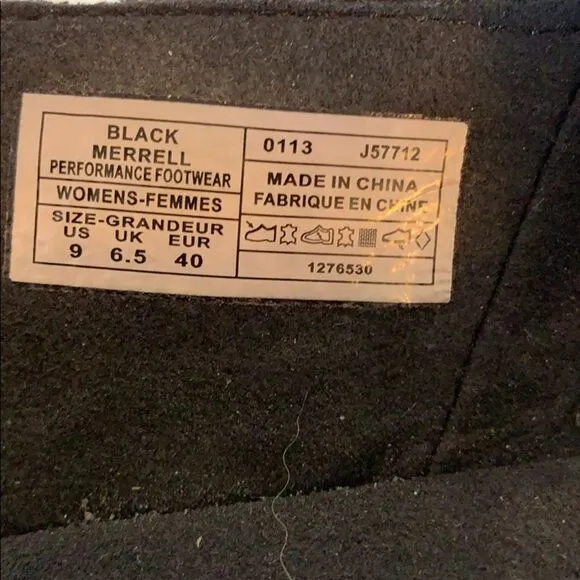 BLACK
MERRELL
PERFORMANCE FOOTWEAR
WOMENS-FEMMES
SIZE-GRANDEUR
US UK EUR
9 6.5 40
0113 J57712
MADE IN CHINA
FABRIQUE EN CHINE
1276530